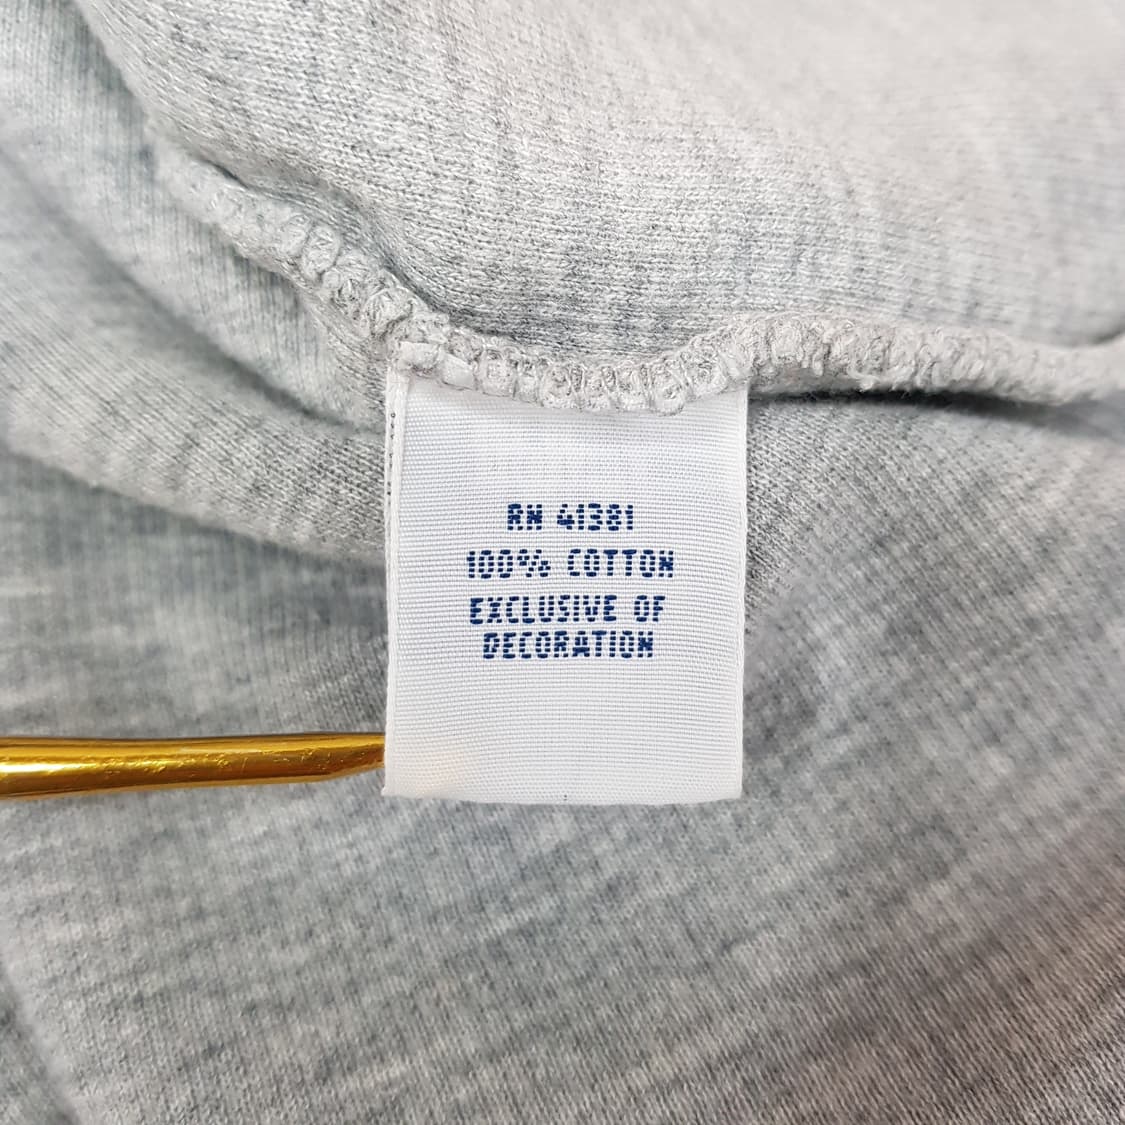 RN 41381
100% COTTON
EXCLUSIVE OF
DECORATION